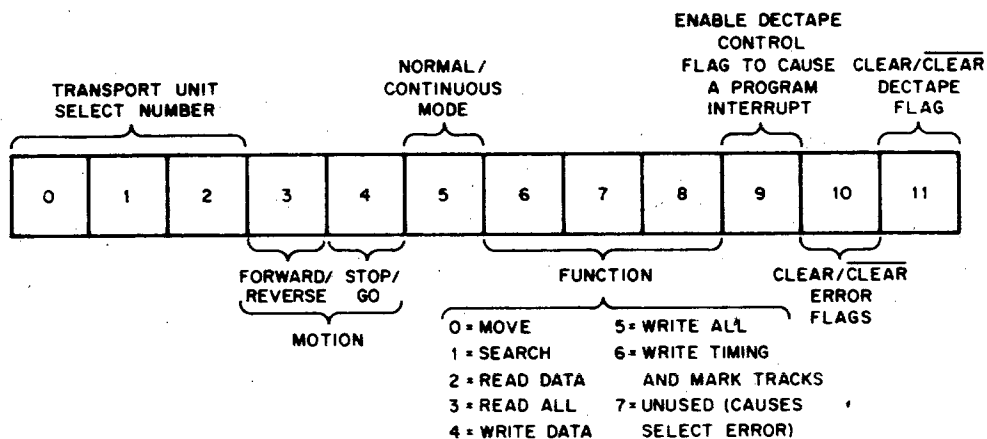 ENABLE DECTAPE
CONTROL
FLAG TO CAUSE
A PROGRAM
INTERRUPT
CLEAR/CLEAR
DECTAPE
FLAG
NORMAL/
CONTINUOUS
MODE
TRANSPORT UNIT
SELECT NUMBER
0 1 2 3 4 5 6 7 8 9 10 11
FORWARD/
REVERSE
STOP/
GO
MOTION
FUNCTION
0 = MOVE
1 = SEARCH
2 = READ DATA
3 = READ ALL
4 = WRITE DATA
5 = WRITE ALL
6 = WRITE TIMING
AND MARK TRACKS
7 = UNUSED (CAUSES
SELECT ERROR)
CLEAR/CLEAR
ERROR
FLAGS